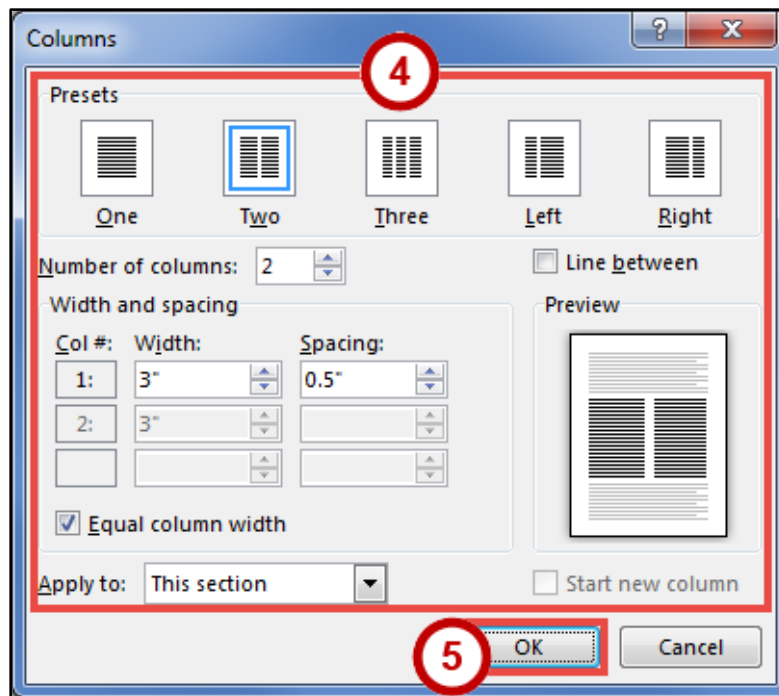 Columns
?
X
4
Presets
One Two Three Left Right
Number of columns: 2
Line between
Width and spacing
Preview
Col #: Width: Spacing:
1: 3" 0.5"
2: 3"
Equal column width
Apply to: This section
Start new column
5 OK Cancel